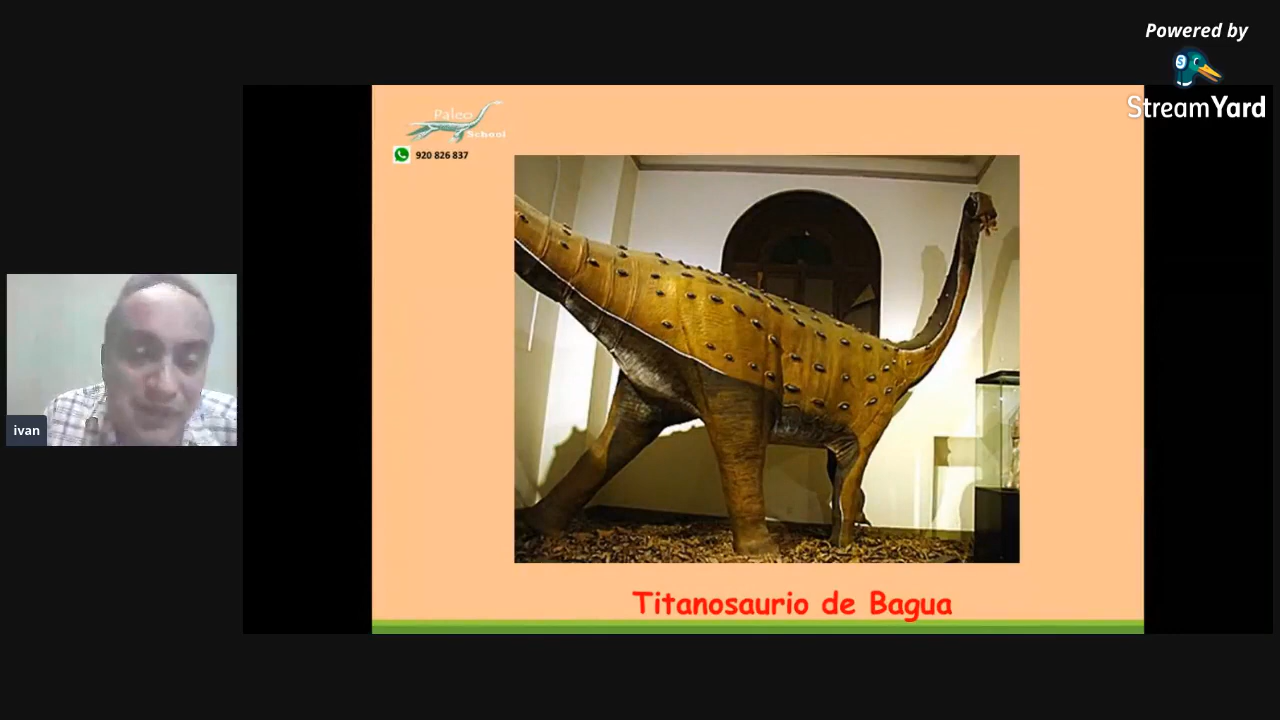 Powered by
StreamYard
Paleo
School
920 826 837
ivan
Titanosaurio de Bagua